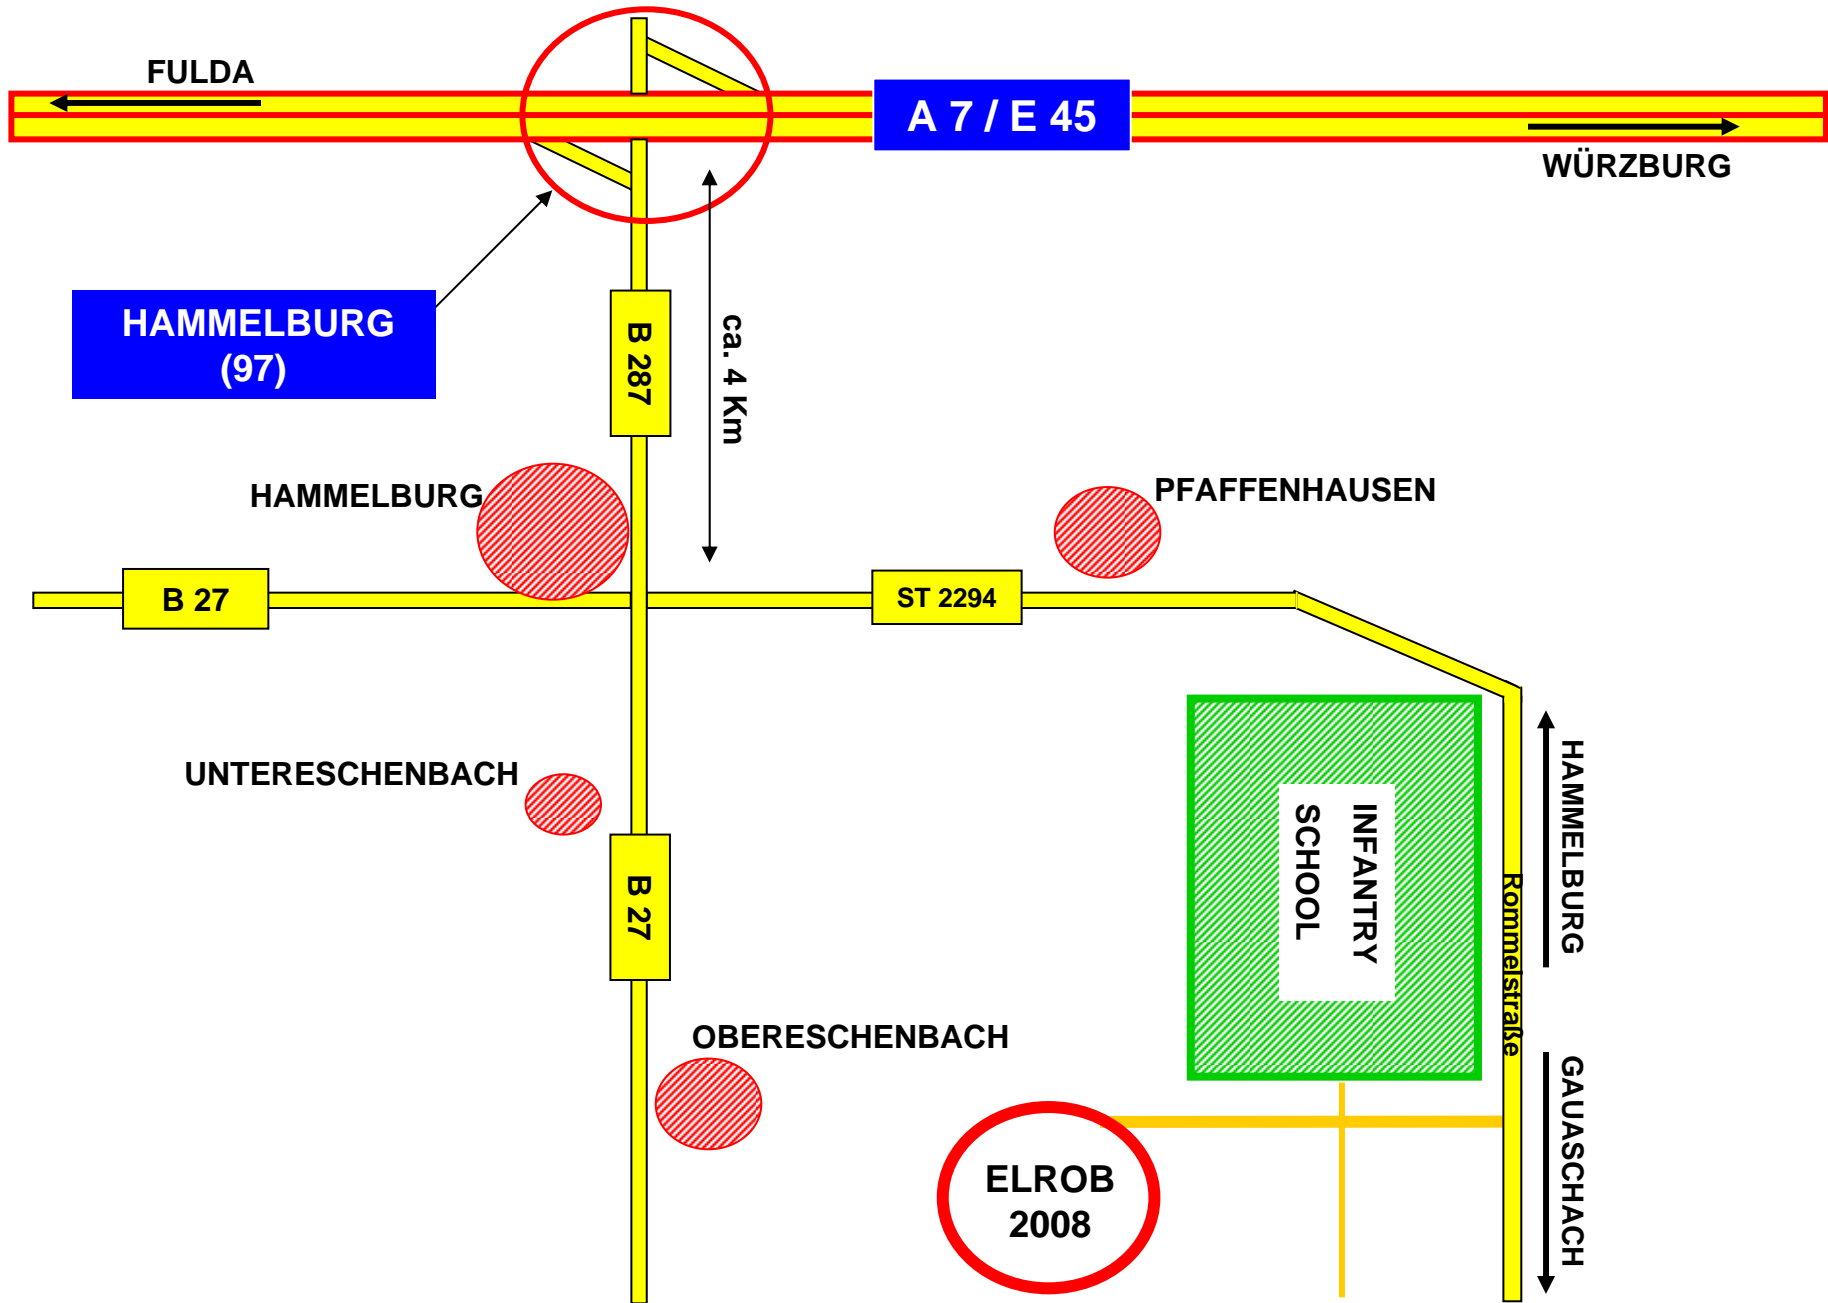 FULDA
A 7 / E 45
WÜRZBURG
HAMMELBURG
(97)
B 287
ca. 4 Km
HAMMELBURG
PFAFFENHAUSEN
B 27
ST 2294
UNTERESCHENBACH
B 27
INFANTRY
SCHOOL
Rommelstraße
HAMMELBURG
OBERESCHENBACH
GAUASCHACH
ELROB
2008